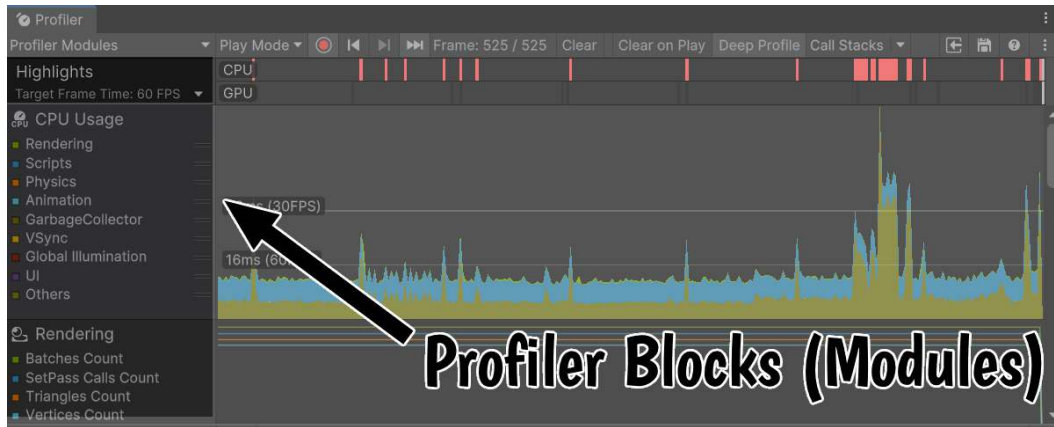 Profiler
Profiler Modules Play Mode Frame: 525 / 525 Clear Clear on Play Deep Profile Call Stacks
Highlights CPU
Target Frame Time: 60 FPS GPU
CPU Usage
Rendering
Scripts
Physics
Animation
(30FPS)
GarbageCollector
VSync
Global Illumination 16ms
UI
Others
Rendering
Batches Count
SetPass Calls Count
Triangles Count
Vertices Count
Profiler Blocks (Modules)